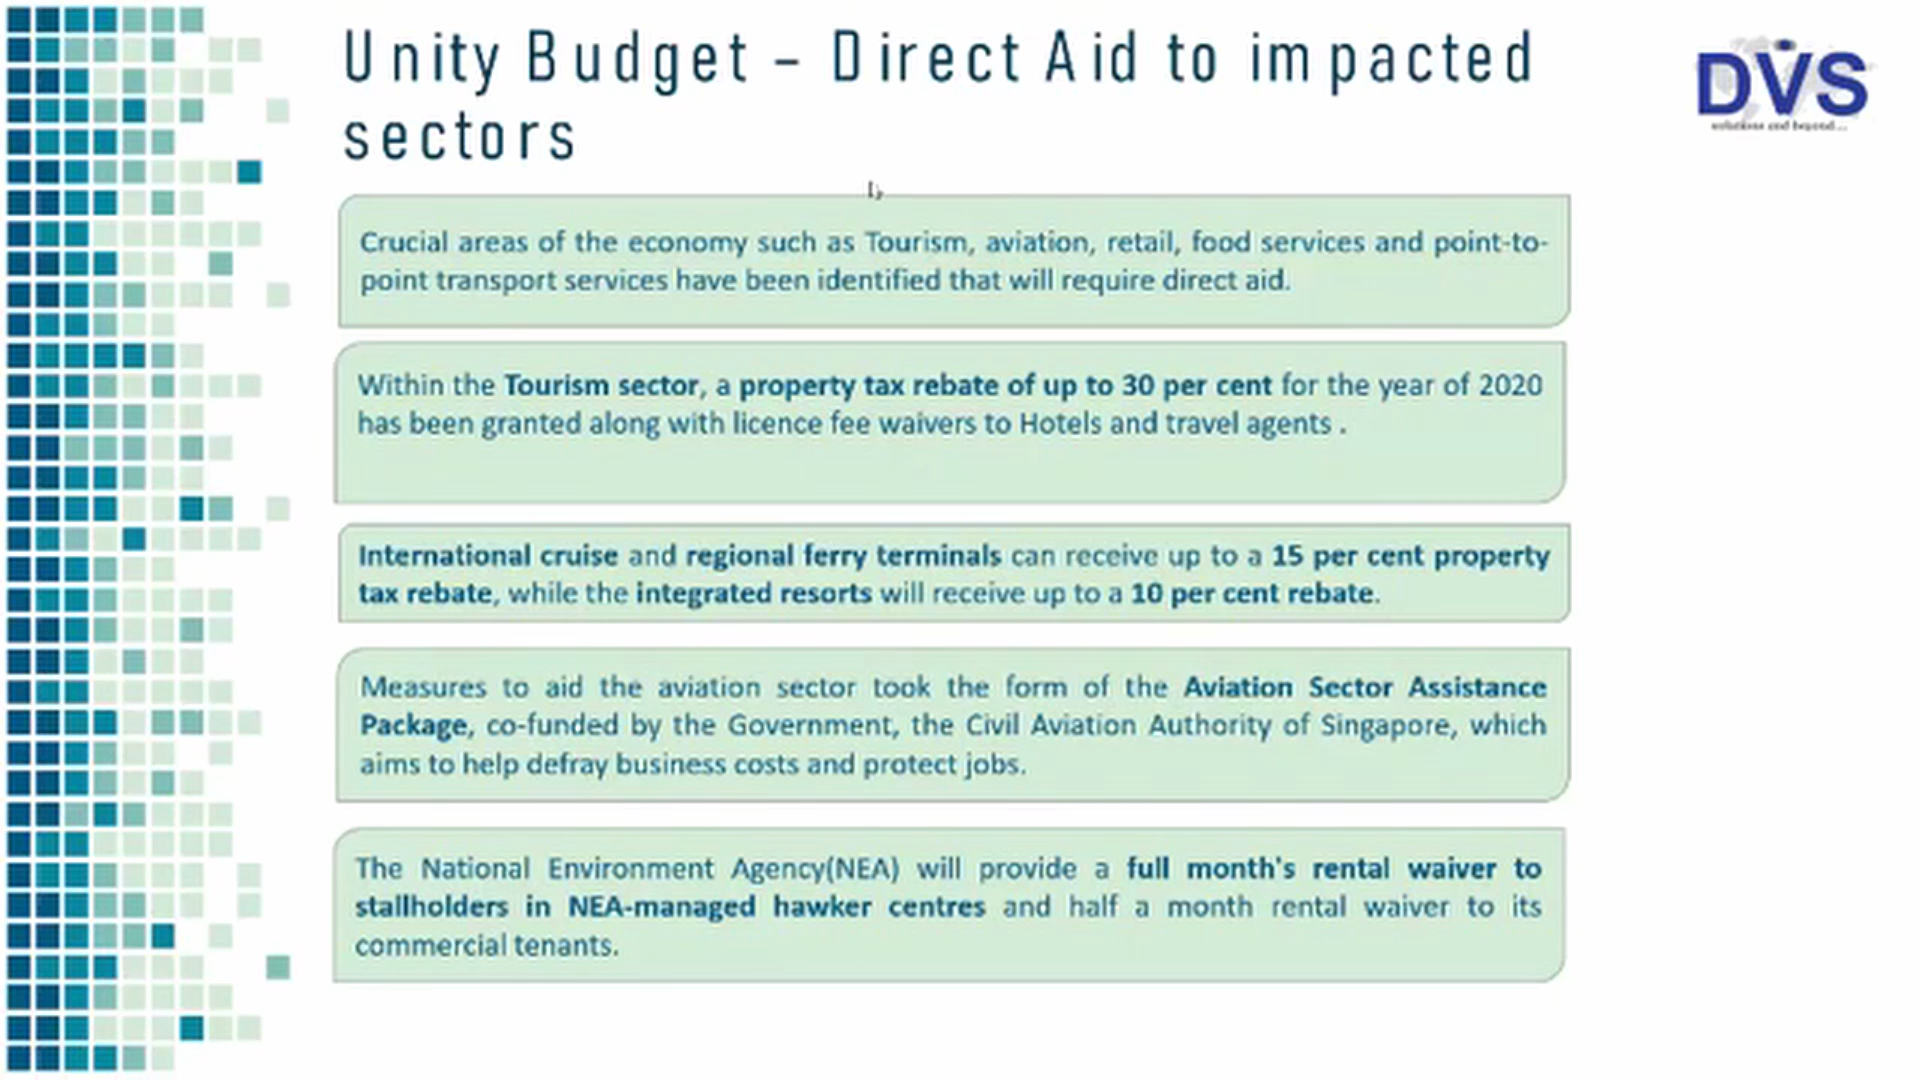 Unity Budget – Direct Aid to impacted
sectors
DVS
solutions and beyond...
Crucial areas of the economy such as Tourism, aviation, retail, food services and point-to-
point transport services have been identified that will require direct aid.
Within the Tourism sector, a property tax rebate of up to 30 per cent for the year of 2020
has been granted along with licence fee waivers to Hotels and travel agents .
International cruise and regional ferry terminals can receive up to a 15 per cent property
tax rebate, while the integrated resorts will receive up to a 10 per cent rebate.
Measures to aid the aviation sector took the form of the Aviation Sector Assistance
Package, co-funded by the Government, the Civil Aviation Authority of Singapore, which
aims to help defray business costs and protect jobs.
The National Environment Agency(NEA) will provide a full month's rental waiver to
stallholders in NEA-managed hawker centres and half a month rental waiver to its
commercial tenants.